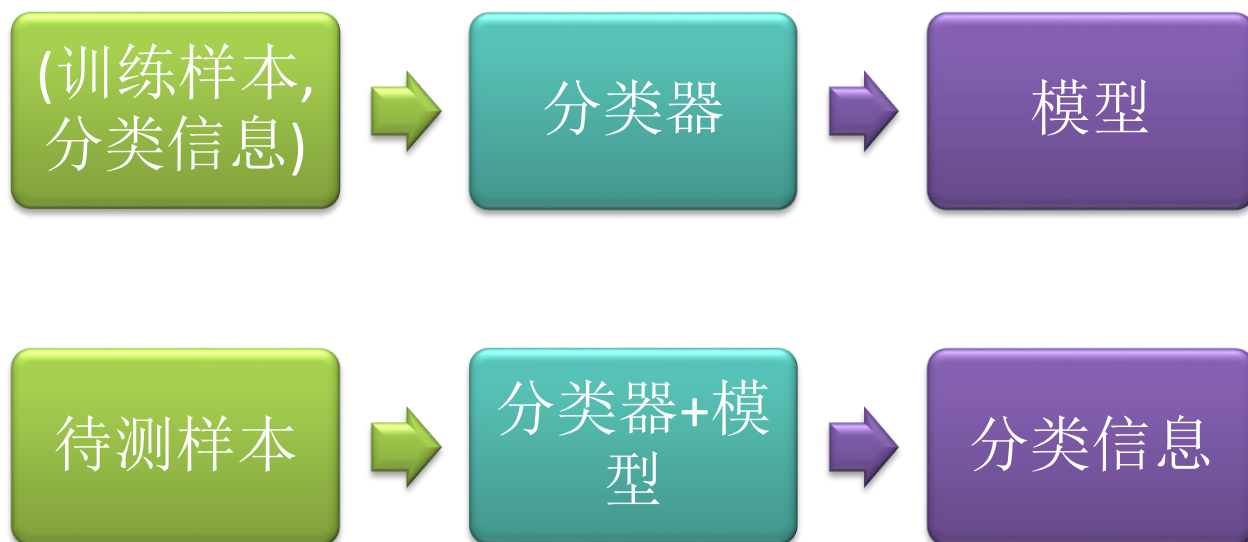 (训练样本,
分类信息)
分类器
模型
待测样本
分类器+模
型
分类信息